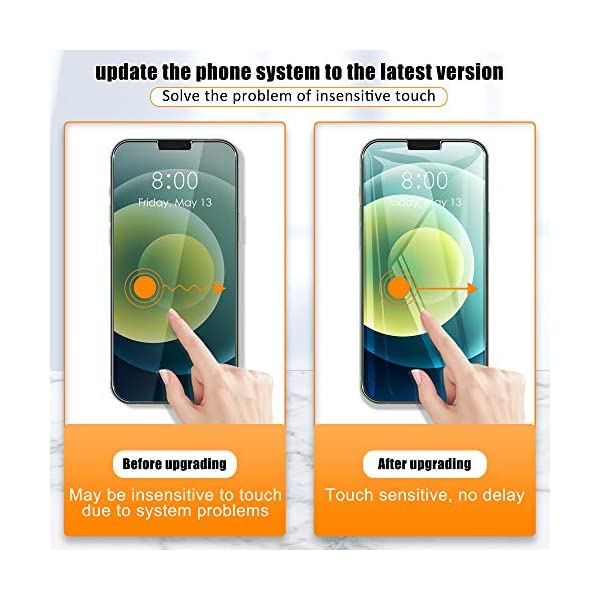 update the phone system to the latest version
Solve the problem of insensitive touch
8:00
Friday, May 13
8:00
Friday, May 13
Before upgrading
After upgrading
May be insensitive to touch
due to system problems
Touch sensitive, no delay